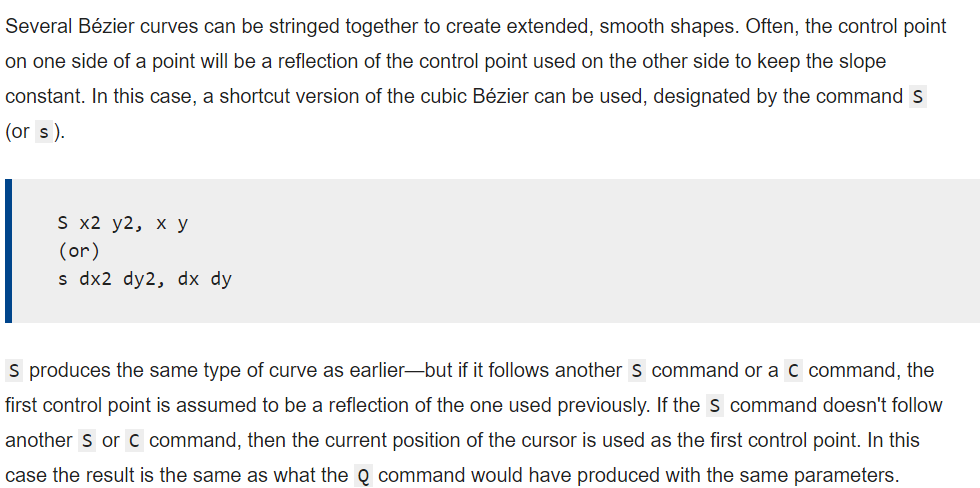 Several Bézier curves can be stringed together to create extended, smooth shapes. Often, the control point
on one side of a point will be a reflection of the control point used on the other side to keep the slope
constant. In this case, a shortcut version of the cubic Bézier can be used, designated by the command S
(or s).
S x2 y2, x y
(or)
s dx2 dy2, dx dy
S produces the same type of curve as earlier—but if it follows another S command or a C command, the
first control point is assumed to be a reflection of the one used previously. If the S command doesn't follow
another S or C command, then the current position of the cursor is used as the first control point. In this
case the result is the same as what the Q command would have produced with the same parameters.